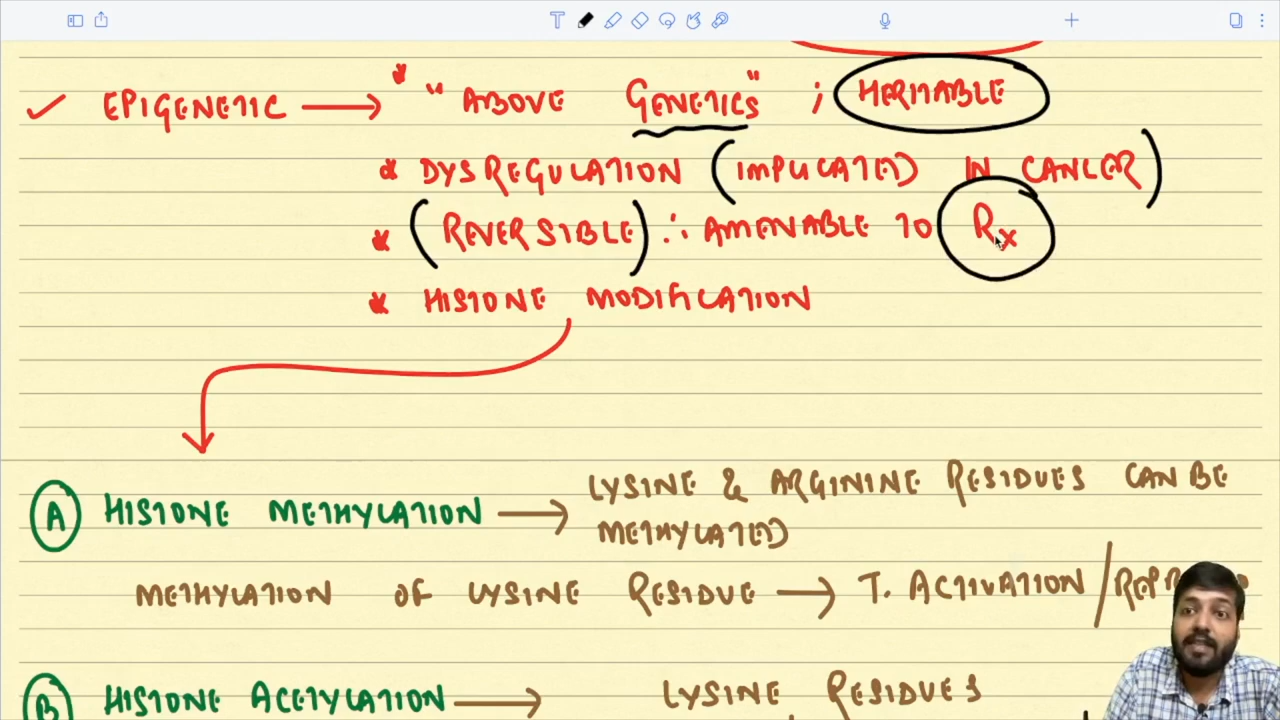 ✓ EPIGENETIC → * "ABOVE GENETICS" ; HERITABLE
* DYSREGULATION (IMPLICATED IN CANCER)
* (REVERSIBLE) ∴ AMENABLE TO Rx
* HISTONE MODIFICATION
A HISTONE METHYLATION → LYSINE & ARGININE RESIDUES CAN BE
METHYLATED
METHYLATION OF LYSINE RESIDUE → T. ACTIVATION /
B HISTONE ACETYLATION → LYSINE RESIDUES